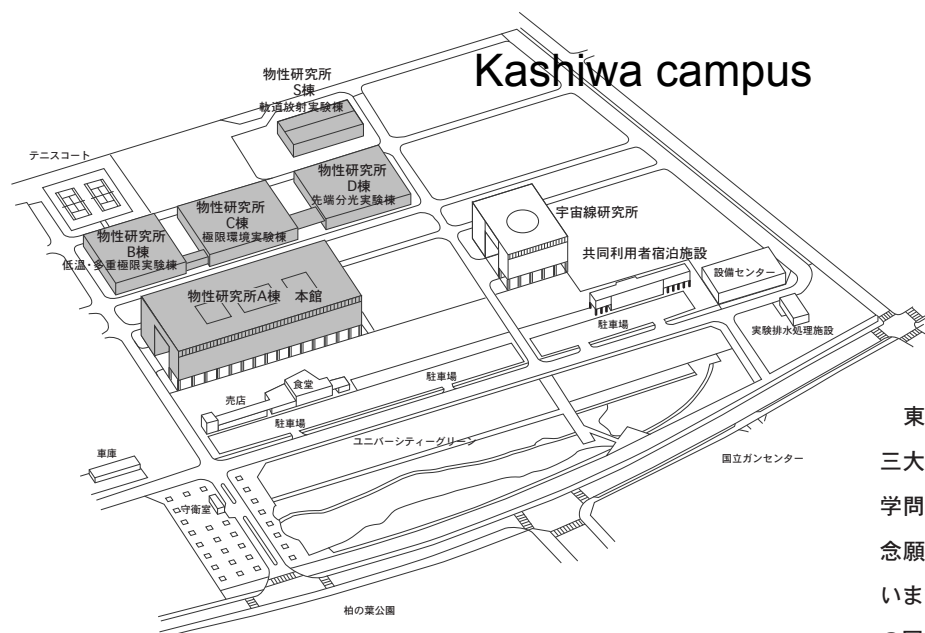 Kashiwa campus
物性研究所
S棟
軌道放射実験棟
テニスコート
物性研究所
D棟
先端分光実験棟
物性研究所
C棟
極限環境実験棟
物性研究所
B棟
低温・多重極限実験棟
宇宙線研究所
共同利用者宿泊施設
設備センター
物性研究所A棟 本館
駐車場
実験排水処理施設
駐車場
食堂
売店
駐車場
ユニバーシティーグリーン
国立ガンセンター
車庫
守衛室
柏の葉公園
東
三大
学問
念願
いま